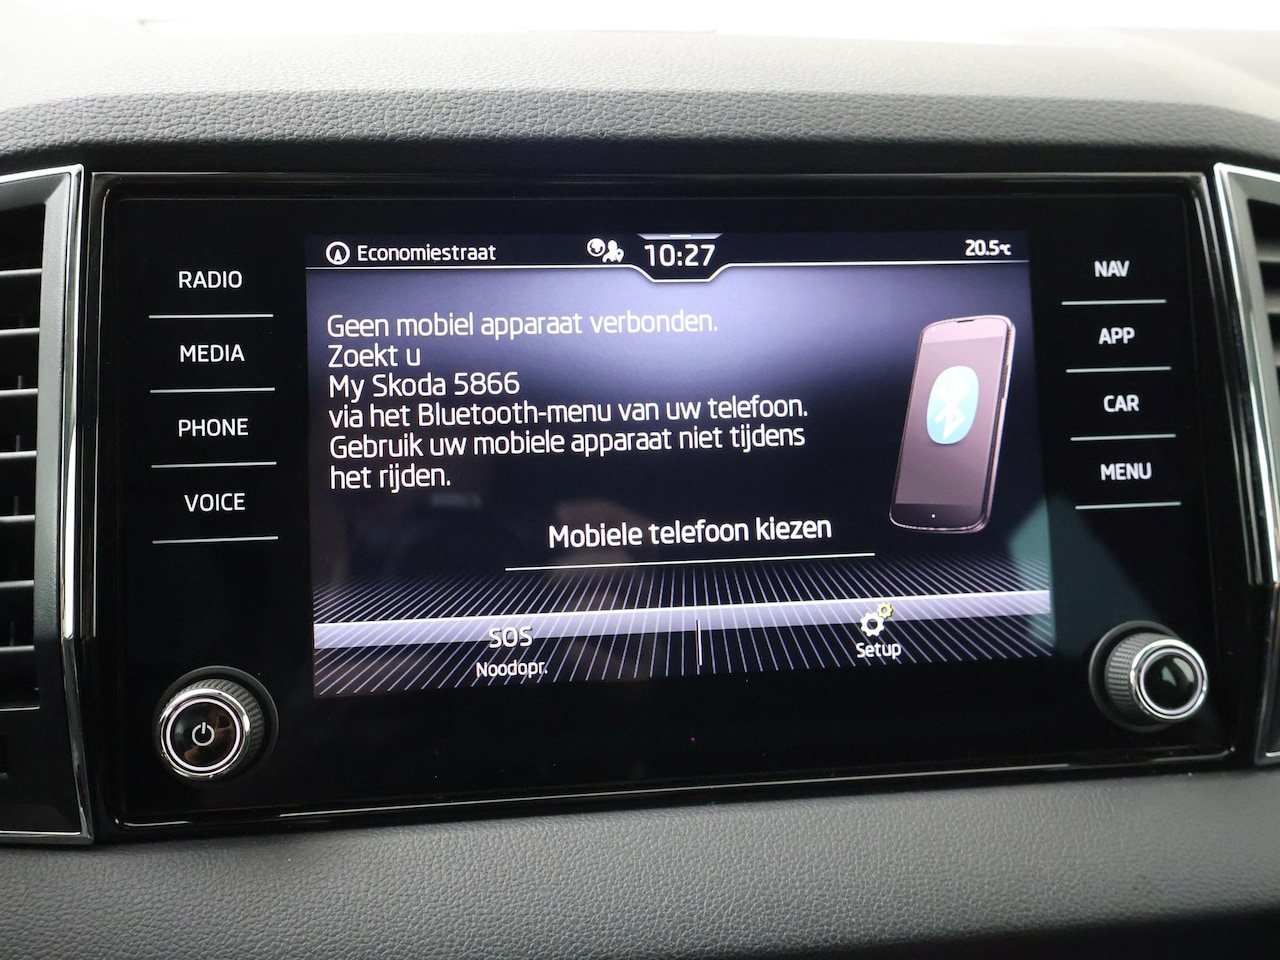 Economiestraat
10:27
20.5°C
RADIO
MEDIA
PHONE
VOICE
Geen mobiel apparaat verbonden.
Zoekt u
My Skoda 5866
via het Bluetooth-menu van uw telefoon.
Gebruik uw mobiele apparaat niet tijdens
het rijden.
Mobiele telefoon kiezen
SOS
Noodopr.
Setup
NAV
APP
CAR
MENU